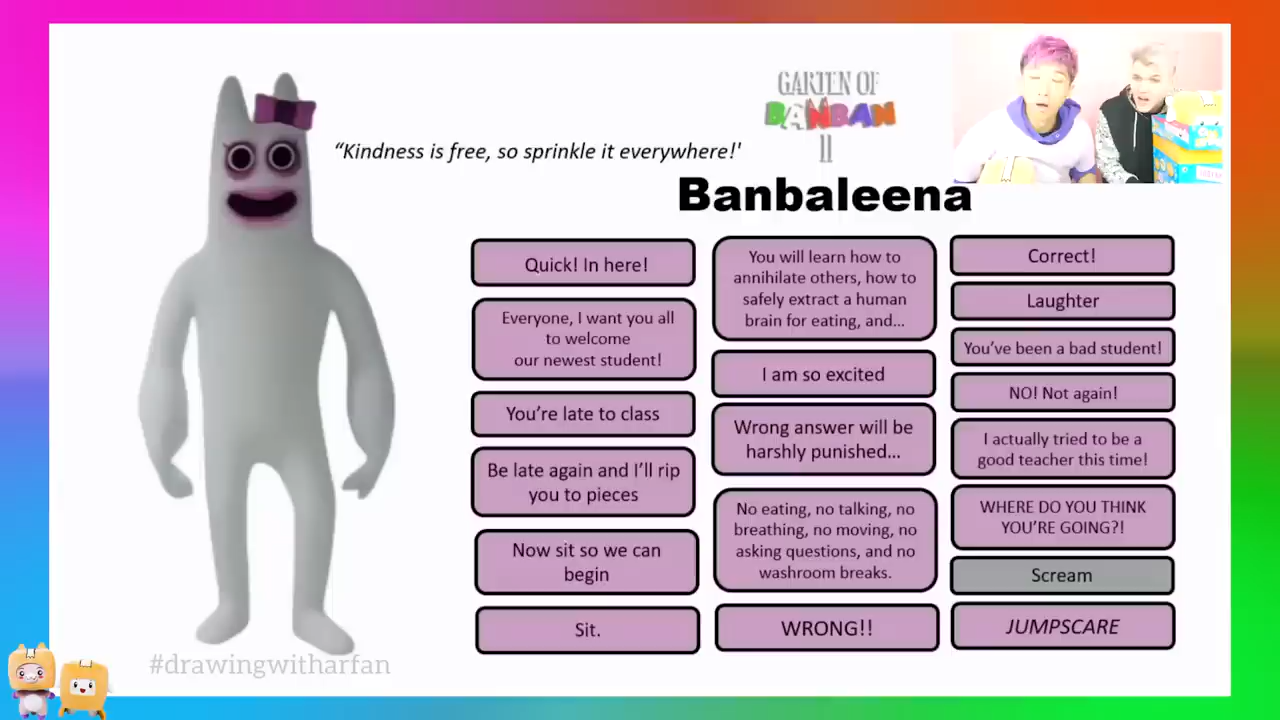 GARTEN OF
BANBAN
II
“Kindness is free, so sprinkle it everywhere!'
Banbaleena
Quick! In here!
Everyone, I want you all
to welcome
our newest student!
You’re late to class
Be late again and I’ll rip
you to pieces
Now sit so we can
begin
Sit.
You will learn how to
annihilate others, how to
safely extract a human
brain for eating, and...
I am so excited
Wrong answer will be
harshly punished...
No eating, no talking, no
breathing, no moving, no
asking questions, and no
washroom breaks.
WRONG!!
Correct!
Laughter
You’ve been a bad student!
NO! Not again!
I actually tried to be a
good teacher this time!
WHERE DO YOU THINK
YOU’RE GOING?!
Scream
JUMPSCARE
#drawingwitharfan